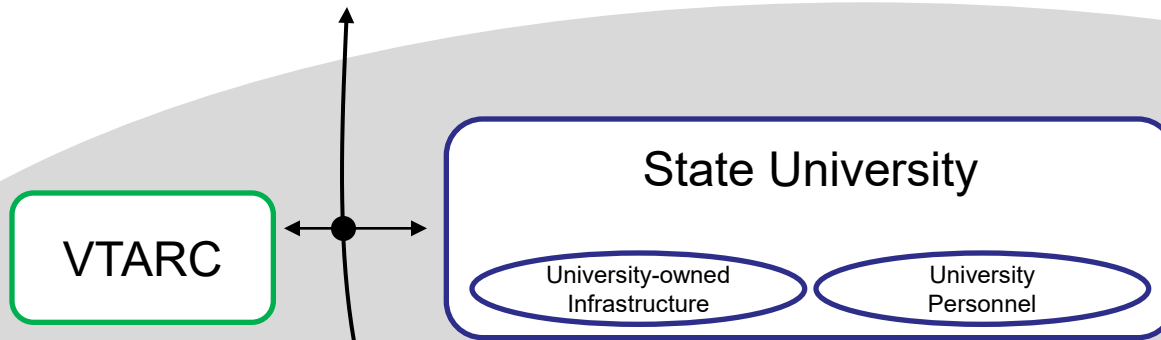 State University
VTARC
University-owned
Infrastructure
University
Personnel